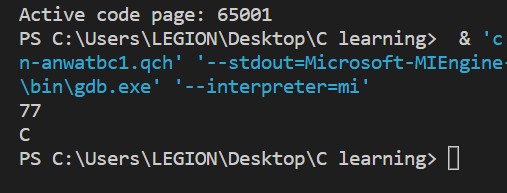 Active code page: 65001
PS C:\Users\LEGION\Desktop\C learning>  & 'c
n-anwatbc1.qch' '--stdout=Microsoft-MIEngine-
\bin\gdb.exe' '--interpreter=mi'
77
C
PS C:\Users\LEGION\Desktop\C learning>